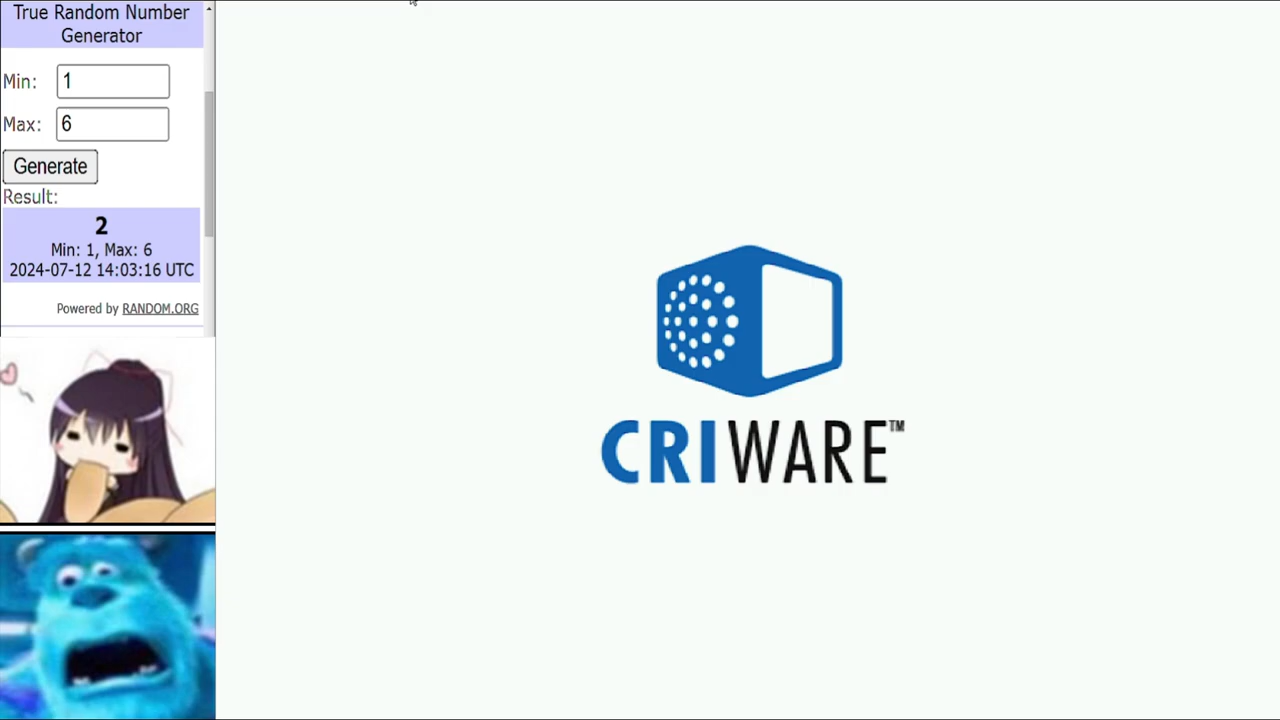 True Random Number
Generator
Min: 1
Max: 6
Generate
Result:
2
Min: 1, Max: 6
2024-07-12 14:03:16 UTC
Powered by RANDOM.ORG
CRIWARE™